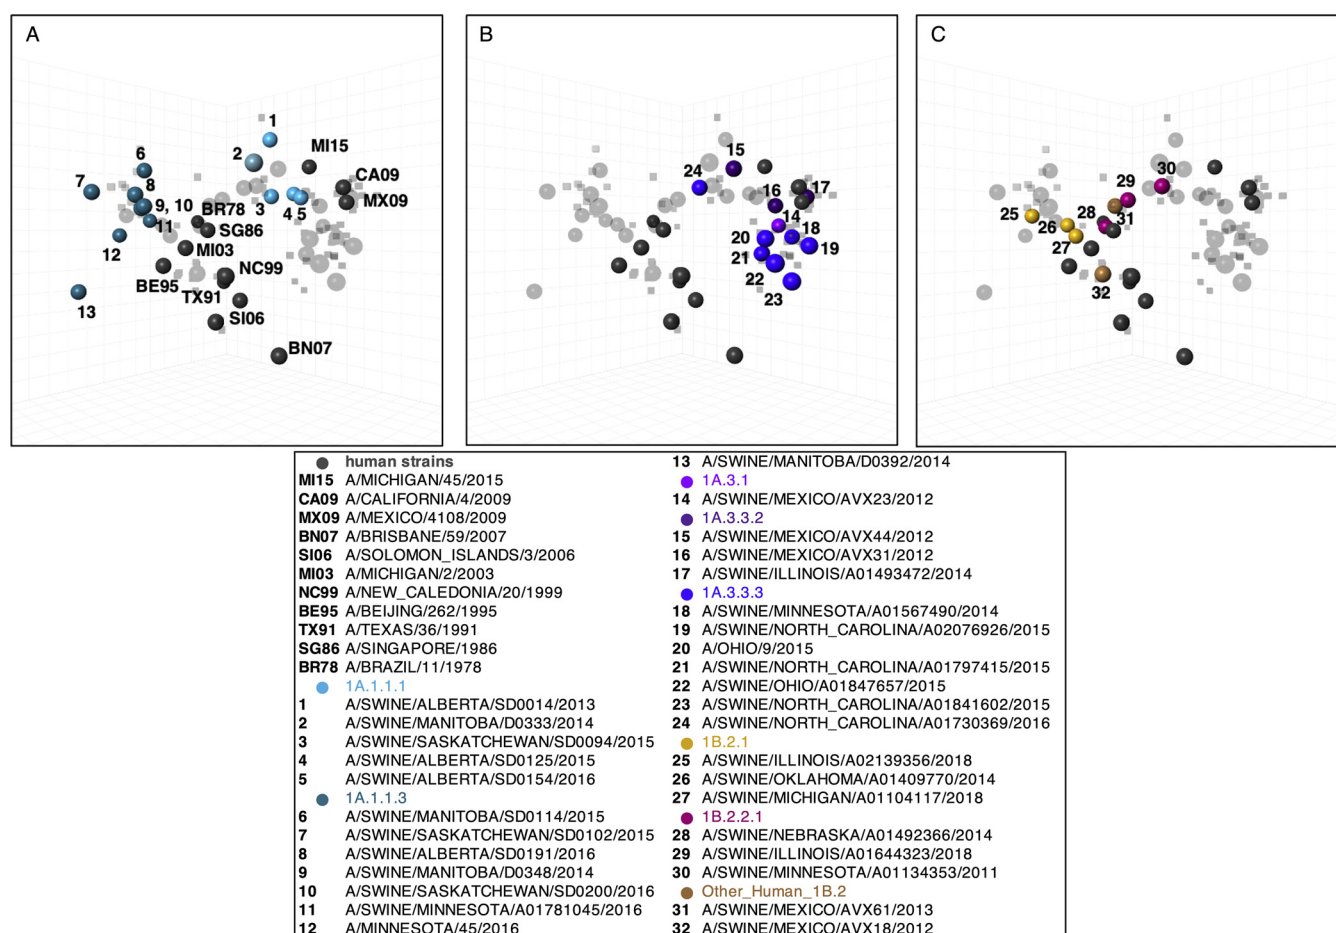 A
B
C
1
2
MI15
6
7
8
CA09
9, 10
BR78
3
4
5
MX09
11
SG86
12
MI03
NC99
BE95
TX91
13
SI06
BN07
15
24
16
17
14
20
18
19
21
22
23
29
30
25
28
31
26
27
32
human strains
MI15 A/MICHIGAN/45/2015
CA09 A/CALIFORNIA/4/2009
MX09 A/MEXICO/4108/2009
BN07 A/BRISBANE/59/2007
SI06 A/SOLOMON_ISLANDS/3/2006
MI03 A/MICHIGAN/2/2003
NC99 A/NEW_CALEDONIA/20/1999
BE95 A/BEIJING/262/1995
TX91 A/TEXAS/36/1991
SG86 A/SINGAPORE/1986
BR78 A/BRAZIL/11/1978
1A.1.1.1
1 A/SWINE/ALBERTA/SD0014/2013
2 A/SWINE/MANITOBA/D0333/2014
3 A/SWINE/SASKATCHEWAN/SD0094/2015
4 A/SWINE/ALBERTA/SD0125/2015
5 A/SWINE/ALBERTA/SD0154/2016
1A.1.1.3
6 A/SWINE/MANITOBA/SD0114/2015
7 A/SWINE/SASKATCHEWAN/SD0102/2015
8 A/SWINE/ALBERTA/SD0191/2016
9 A/SWINE/MANITOBA/D0348/2014
10 A/SWINE/SASKATCHEWAN/SD0200/2016
11 A/SWINE/MINNESOTA/A01781045/2016
12 A/MINNESOTA/45/2016
13 A/SWINE/MANITOBA/D0392/2014
1A.3.1
14 A/SWINE/MEXICO/AVX23/2012
1A.3.3.2
15 A/SWINE/MEXICO/AVX44/2012
16 A/SWINE/MEXICO/AVX31/2012
17 A/SWINE/ILLINOIS/A01493472/2014
1A.3.3.3
18 A/SWINE/MINNESOTA/A01567490/2014
19 A/SWINE/NORTH_CAROLINA/A02076926/2015
20 A/OHIO/9/2015
21 A/SWINE/NORTH_CAROLINA/A01797415/2015
22 A/SWINE/OHIO/A01847657/2015
23 A/SWINE/NORTH_CAROLINA/A01841602/2015
24 A/SWINE/NORTH_CAROLINA/A01730369/2016
1B.2.1
25 A/SWINE/ILLINOIS/A02139356/2018
26 A/SWINE/OKLAHOMA/A01409770/2014
27 A/SWINE/MICHIGAN/A01104117/2018
1B.2.2.1
28 A/SWINE/NEBRASKA/A01492366/2014
29 A/SWINE/ILLINOIS/A01644323/2018
30 A/SWINE/MINNESOTA/A01134353/2011
Other_Human_1B.2
31 A/SWINE/MEXICO/AVX61/2013
32 A/SWINE/MEXICO/AVX18/2012